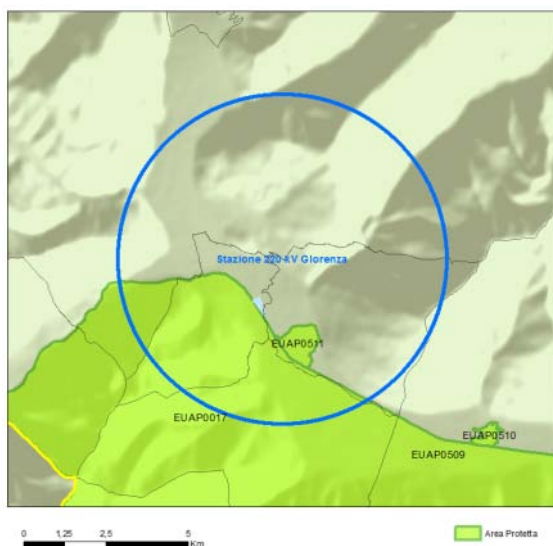 Stazione 220 kV Glorenza
EUAP0511
EUAP0017
EUAP0510
EUAP0509
0 1,25 2,5 5
Km
Area Protetta